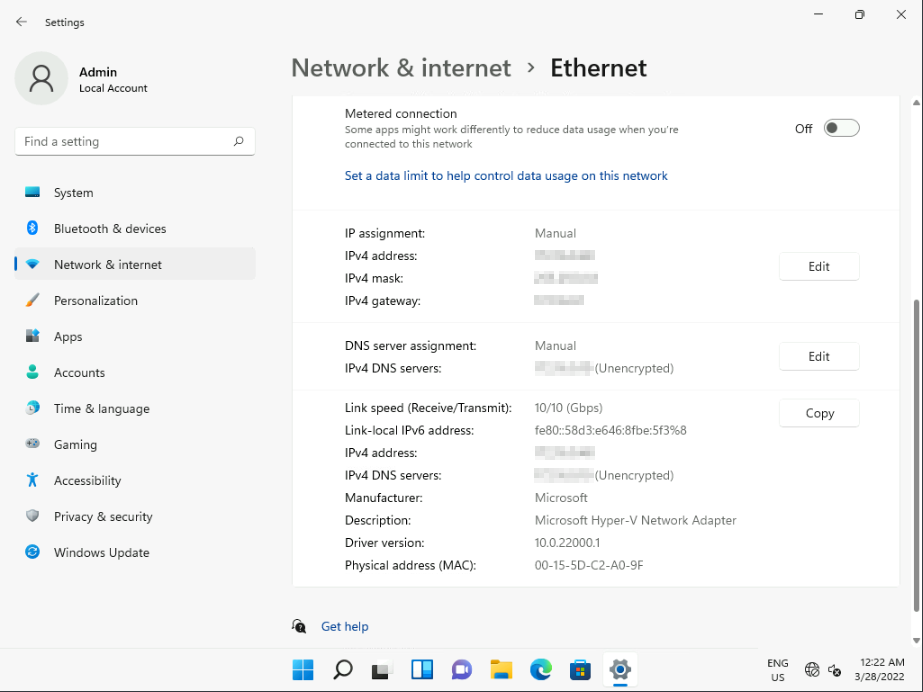 Settings
Admin
Local Account
Find a setting
System
Bluetooth & devices
Network & internet
Personalization
Apps
Accounts
Time & language
Gaming
Accessibility
Privacy & security
Windows Update
Network & internet > Ethernet
Metered connection
Some apps might work differently to reduce data usage when you're
connected to this network
Off
Set a data limit to help control data usage on this network
IP assignment: Manual
IPv4 address:
IPv4 mask:
IPv4 gateway:
Edit
DNS server assignment: Manual
IPv4 DNS servers: (Unencrypted)
Edit
Link speed (Receive/Transmit): 10/10 (Gbps)
Copy
Link-local IPv6 address: fe80::58d3:e646:8fbe:5f3%8
IPv4 address:
IPv4 DNS servers: (Unencrypted)
Manufacturer: Microsoft
Description: Microsoft Hyper-V Network Adapter
Driver version: 10.0.22000.1
Physical address (MAC): 00-15-5D-C2-A0-9F
Get help
ENG
US
12:22 AM
3/28/2022